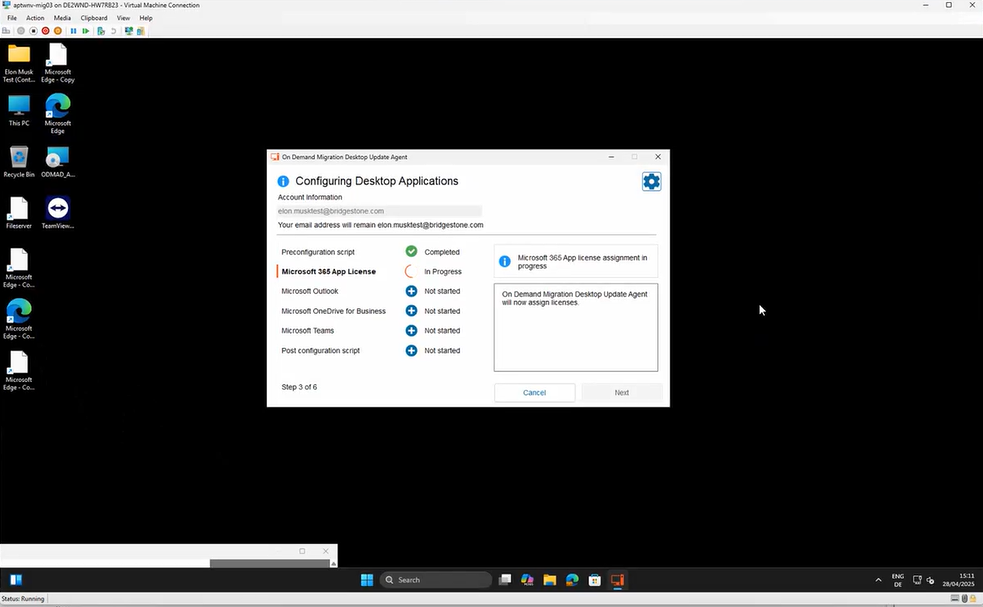 aptwnv-mig03 on DE2WND-HW7RB23 - Virtual Machine Connection
File Action Media Clipboard View Help
Elon Musk Test (Cont...
Microsoft Edge - Copy
This PC
Microsoft Edge
Recycle Bin
ODMAD_A...
Fileserver
TeamView...
Microsoft Edge - Co...
Microsoft Edge - Co...
Microsoft Edge - Co...
On Demand Migration Desktop Update Agent
Configuring Desktop Applications
Account Information
elon.musktest@bridgestone.com
Your email address will remain elon.musktest@bridgestone.com
Preconfiguration script Completed
Microsoft 365 App License In Progress
Microsoft Outlook Not started
Microsoft OneDrive for Business Not started
Microsoft Teams Not started
Post configuration script Not started
Microsoft 365 App license assignment in
progress
On Demand Migration Desktop Update Agent
will now assign licenses.
Step 3 of 6
Cancel
Next
Search
ENG
DE
15:11
28/04/2025
Status: Running